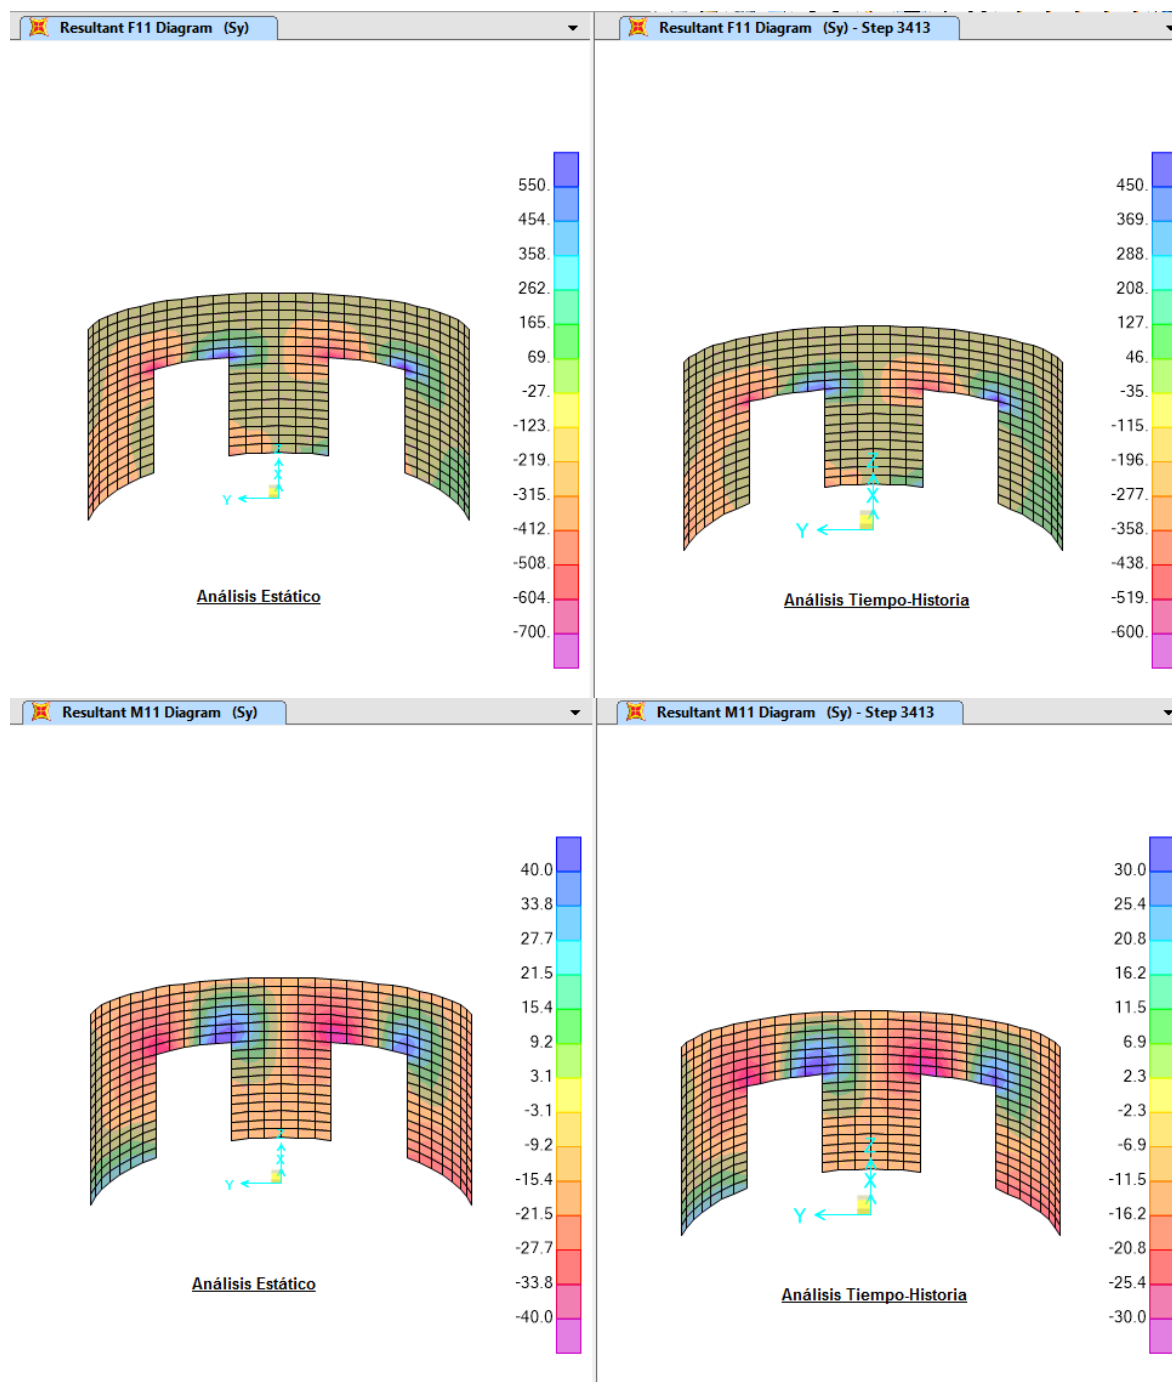 Resultant F11 Diagram (Sy)
550.
454.
358.
262.
165.
69.
-27.
-123.
-219.
-315.
-412.
-508.
-604.
-700.
Z
X
Y
Análisis Estático
Resultant F11 Diagram (Sy) - Step 3413
450.
369.
288.
208.
127.
46.
-35.
-115.
-196.
-277.
-358.
-438.
-519.
-600.
Z
X
Y
Análisis Tiempo-Historia
Resultant M11 Diagram (Sy)
40.0
33.8
27.7
21.5
15.4
9.2
3.1
-3.1
-9.2
-15.4
-21.5
-27.7
-33.8
-40.0
Z
X
Y
Análisis Estático
Resultant M11 Diagram (Sy) - Step 3413
30.0
25.4
20.8
16.2
11.5
6.9
2.3
-2.3
-6.9
-11.5
-16.2
-20.8
-25.4
-30.0
Z
X
Y
Análisis Tiempo-Historia